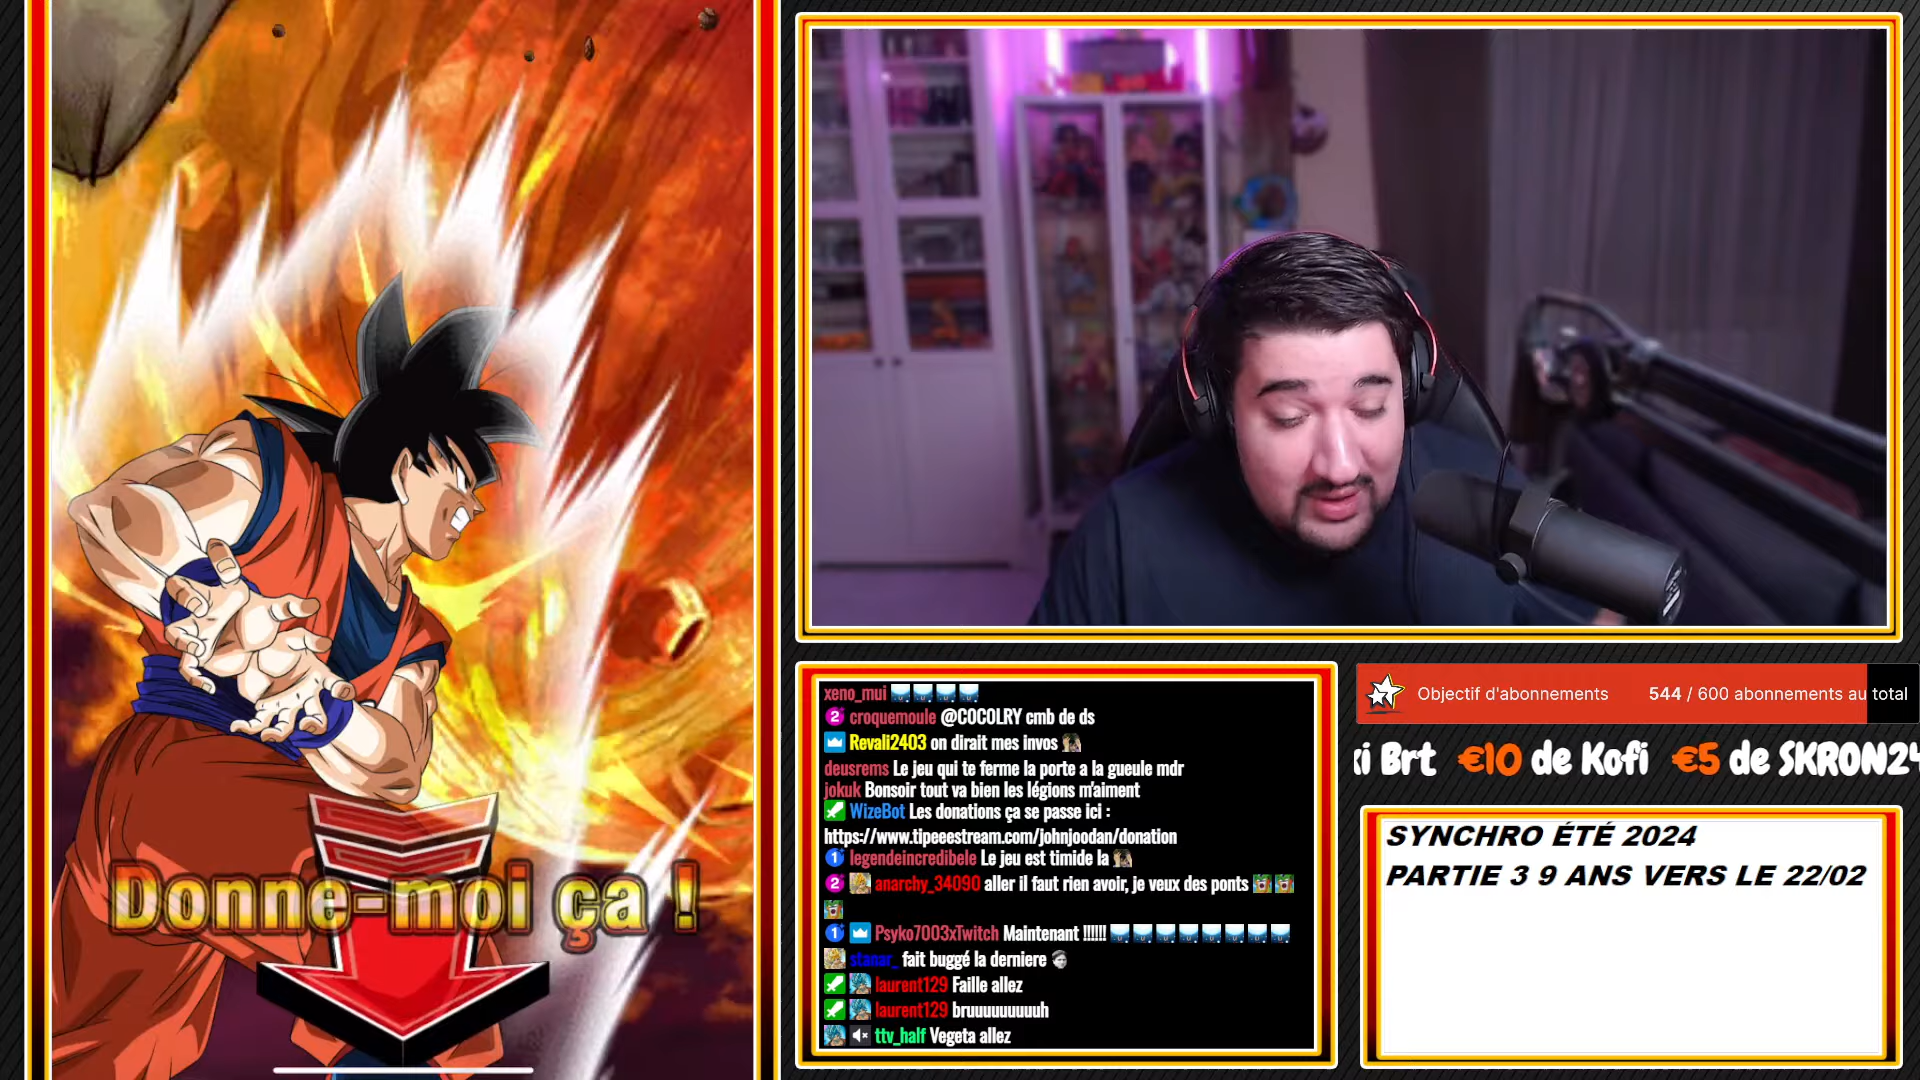 Donne-moi ça !
xeno_mui
2 croquemoule @COCOLRY cmb de ds
Revali2403 on dirait mes invos
deusrems Le jeu qui te ferme la porte a la gueule mdr
jokuk Bonsoir tout va bien les légions m'aiment
WizeBot Les donations ça se passe ici :
https://www.tipeeestream.com/johnjoodan/donation
1 legendeincredibele Le jeu est timide la
2 anarchy_34090 aller il faut rien avoir, je veux des ponts
1 Psyko7003xTwitch Maintenant !!!!!!
stanar_ fait buggé la derniere
laurent129 Faille allez
laurent129 bruuuuuuuuuh
ttv_half Vegeta allez
Objectif d'abonnements 544 / 600 abonnements au total
i Brt €10 de Kofi €5 de SKRON24
SYNCHRO ÉTÉ 2024
PARTIE 3 9 ANS VERS LE 22/02